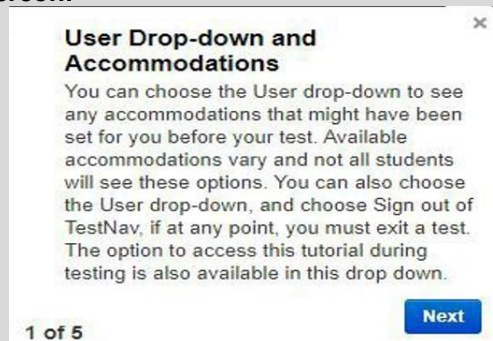 User Drop-down and
Accommodations
You can choose the User drop-down to see
any accommodations that might have been
set for you before your test. Available
accommodations vary and not all students
will see these options. You can also choose
the User drop-down, and choose Sign out of
TestNav, if at any point, you must exit a test.
The option to access this tutorial during
testing is also available in this drop down.
Next
1 of 5